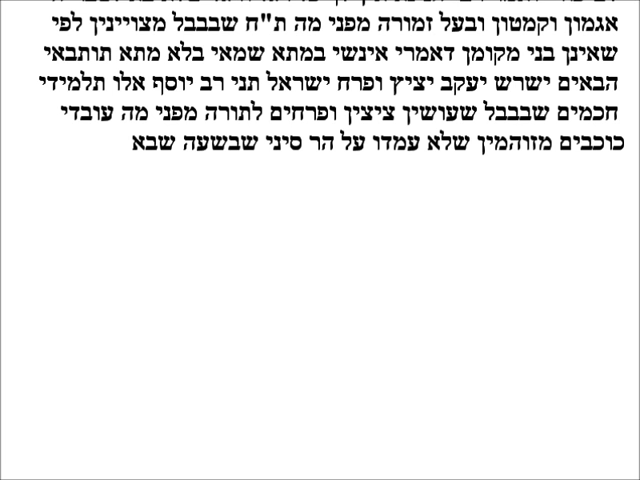 אגמון וקמטון ובעל זמורה מפני מה ת"ח שבבבל מצויינין לפי
שאינן בני מקומן דאמרי אינשי במתא שמאי בלא מתא תותבאי
הבאים ישרש יעקב יציץ ופרח ישראל תני רב יוסף אלו תלמידי
חכמים שבבבל שעושין ציצין ופרחים לתורה מפני מה עובדי
כוכבים מזוהמין שלא עמדו על הר סיני שבשעה שבא